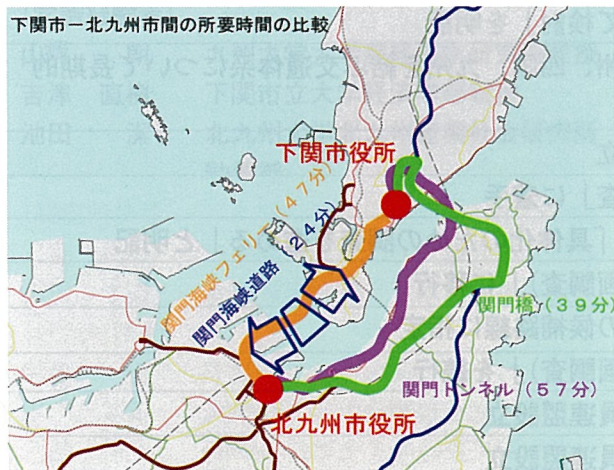 下関市－北九州市間の所要時間の比較
下関市役所
関門海峡フェリー（４７分）
関門海峡道路（２４分）
関門橋（３９分）
関門トンネル（５７分）
北九州市役所